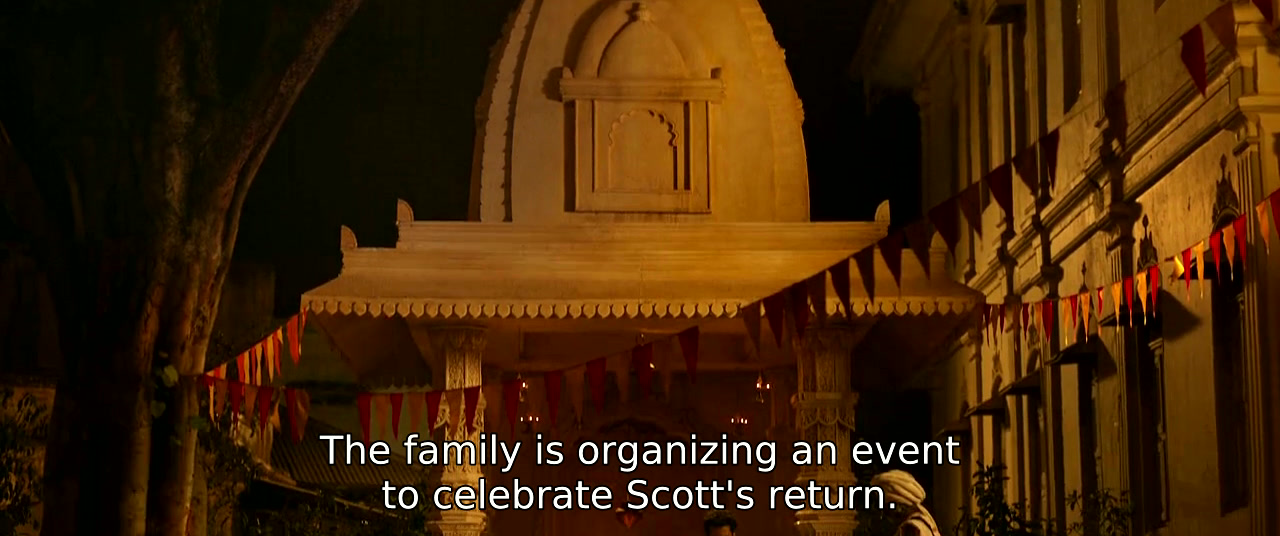 The family is organizing an event
to celebrate Scott's return.